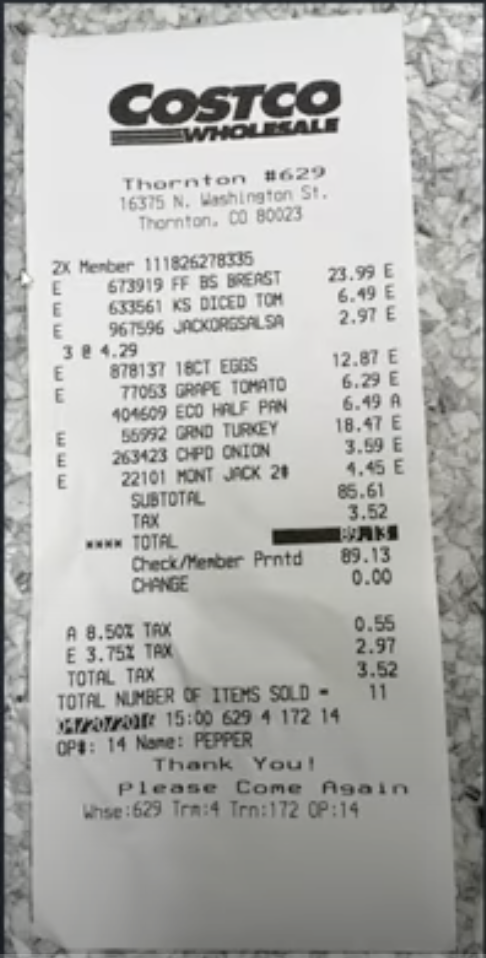 COSTCO
WHOLESALE
Thornton #629
16375 N. Washington St.
Thornton, CO 80023
2X Member 111826278335
E 673919 FF BS BREAST 23.99 E
E 633561 KS DICED TOM 6.49 E
E 967596 JACKORGSALSA 2.97 E
3 @ 4.29
E 878137 18CT EGGS 12.87 E
E 77053 GRAPE TOMATO 6.29 E
404609 ECO HALF PAN 6.49 A
E 55992 GRND TURKEY 18.47 E
E 263423 CHPD ONION 3.59 E
E 22101 MONT JACK 2# 4.45 E
SUBTOTAL 85.61
TAX 3.52
**** TOTAL 89.13
Check/Member Prntd 89.13
CHANGE 0.00
A 8.50% TAX 0.55
E 3.75% TAX 2.97
TOTAL TAX 3.52
TOTAL NUMBER OF ITEMS SOLD = 11
15:00 629 4 172 14
OP#: 14 Name: PEPPER
Thank You!
Please Come Again
Whse:629 Trm:4 Trn:172 OP:14